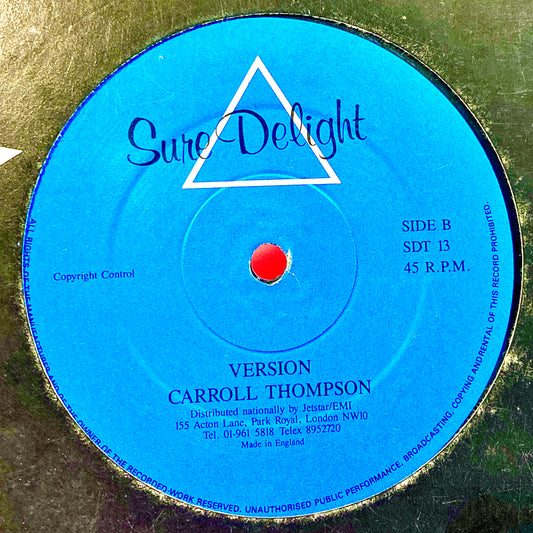 Sure Delight
SIDE B
SDT 13
45 R.P.M.
Copyright Control
VERSION
CARROLL THOMPSON
Distributed nationally by Jetstar/EMI
155 Acton Lane, Park Royal, London NW10
Tel. 01-961 5818 Telex 8952720
Made in England
ALL RIGHTS OF THE MANUFACTURER AND OF THE OWNER OF THE RECORDED WORK RESERVED. UNAUTHORISED PUBLIC PERFORMANCE, BROADCASTING, COPYING ANDRENTAL OF THIS RECORD PROHIBITED.